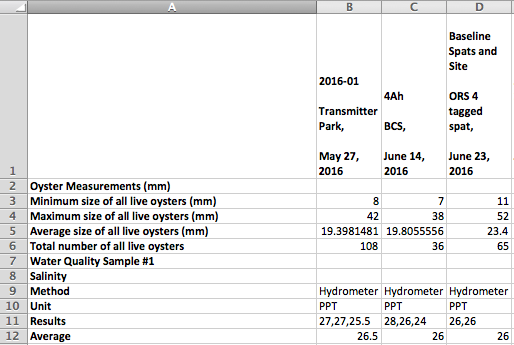 A B C D
1 2016-01 Transmitter Park, May 27, 2016 4Ah BCS, June 14, 2016 Baseline Spats and Site ORS 4 tagged spat, June 23, 2016
2 Oyster Measurements (mm)
3 Minimum size of all live oysters (mm) 8 7 11
4 Maximum size of all live oysters (mm) 42 38 52
5 Average size of all live oysters (mm) 19.3981481 19.8055556 23.4
6 Total number of all live oysters 108 36 65
7 Water Quality Sample #1
8 Salinity
9 Method Hydrometer Hydrometer Hydrometer
10 Unit PPT PPT PPT
11 Results 27,27,25.5 28,26,24 26,26
12 Average 26.5 26 26